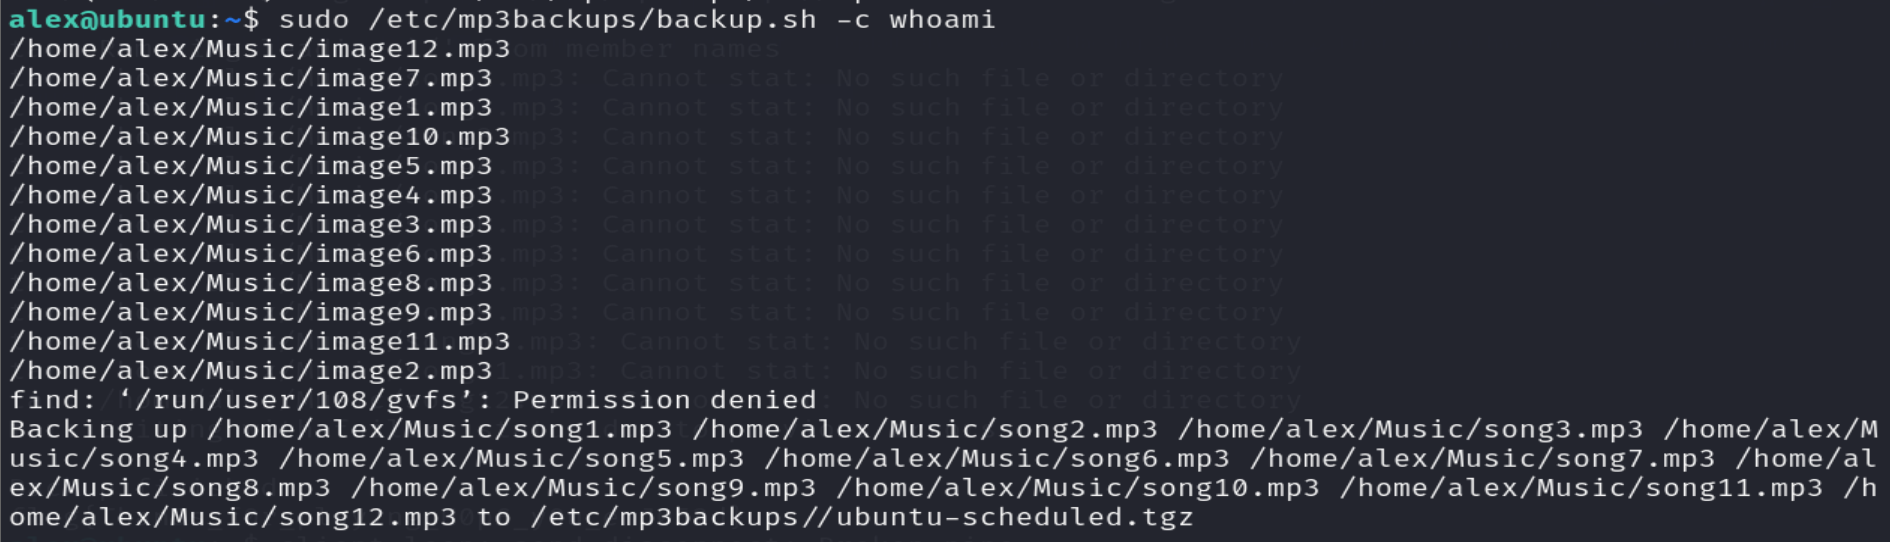 alex@ubuntu:~$ sudo /etc/mp3backups/backup.sh -c whoami
/home/alex/Music/image12.mp3
/home/alex/Music/image7.mp3
/home/alex/Music/image1.mp3
/home/alex/Music/image10.mp3
/home/alex/Music/image5.mp3
/home/alex/Music/image4.mp3
/home/alex/Music/image3.mp3
/home/alex/Music/image6.mp3
/home/alex/Music/image8.mp3
/home/alex/Music/image9.mp3
/home/alex/Music/image11.mp3
/home/alex/Music/image2.mp3
find: ‘/run/user/108/gvfs’: Permission denied
Backing up /home/alex/Music/song1.mp3 /home/alex/Music/song2.mp3 /home/alex/Music/song3.mp3 /home/alex/M
usic/song4.mp3 /home/alex/Music/song5.mp3 /home/alex/Music/song6.mp3 /home/alex/Music/song7.mp3 /home/al
ex/Music/song8.mp3 /home/alex/Music/song9.mp3 /home/alex/Music/song10.mp3 /home/alex/Music/song11.mp3 /h
ome/alex/Music/song12.mp3 to /etc/mp3backups//ubuntu-scheduled.tgz